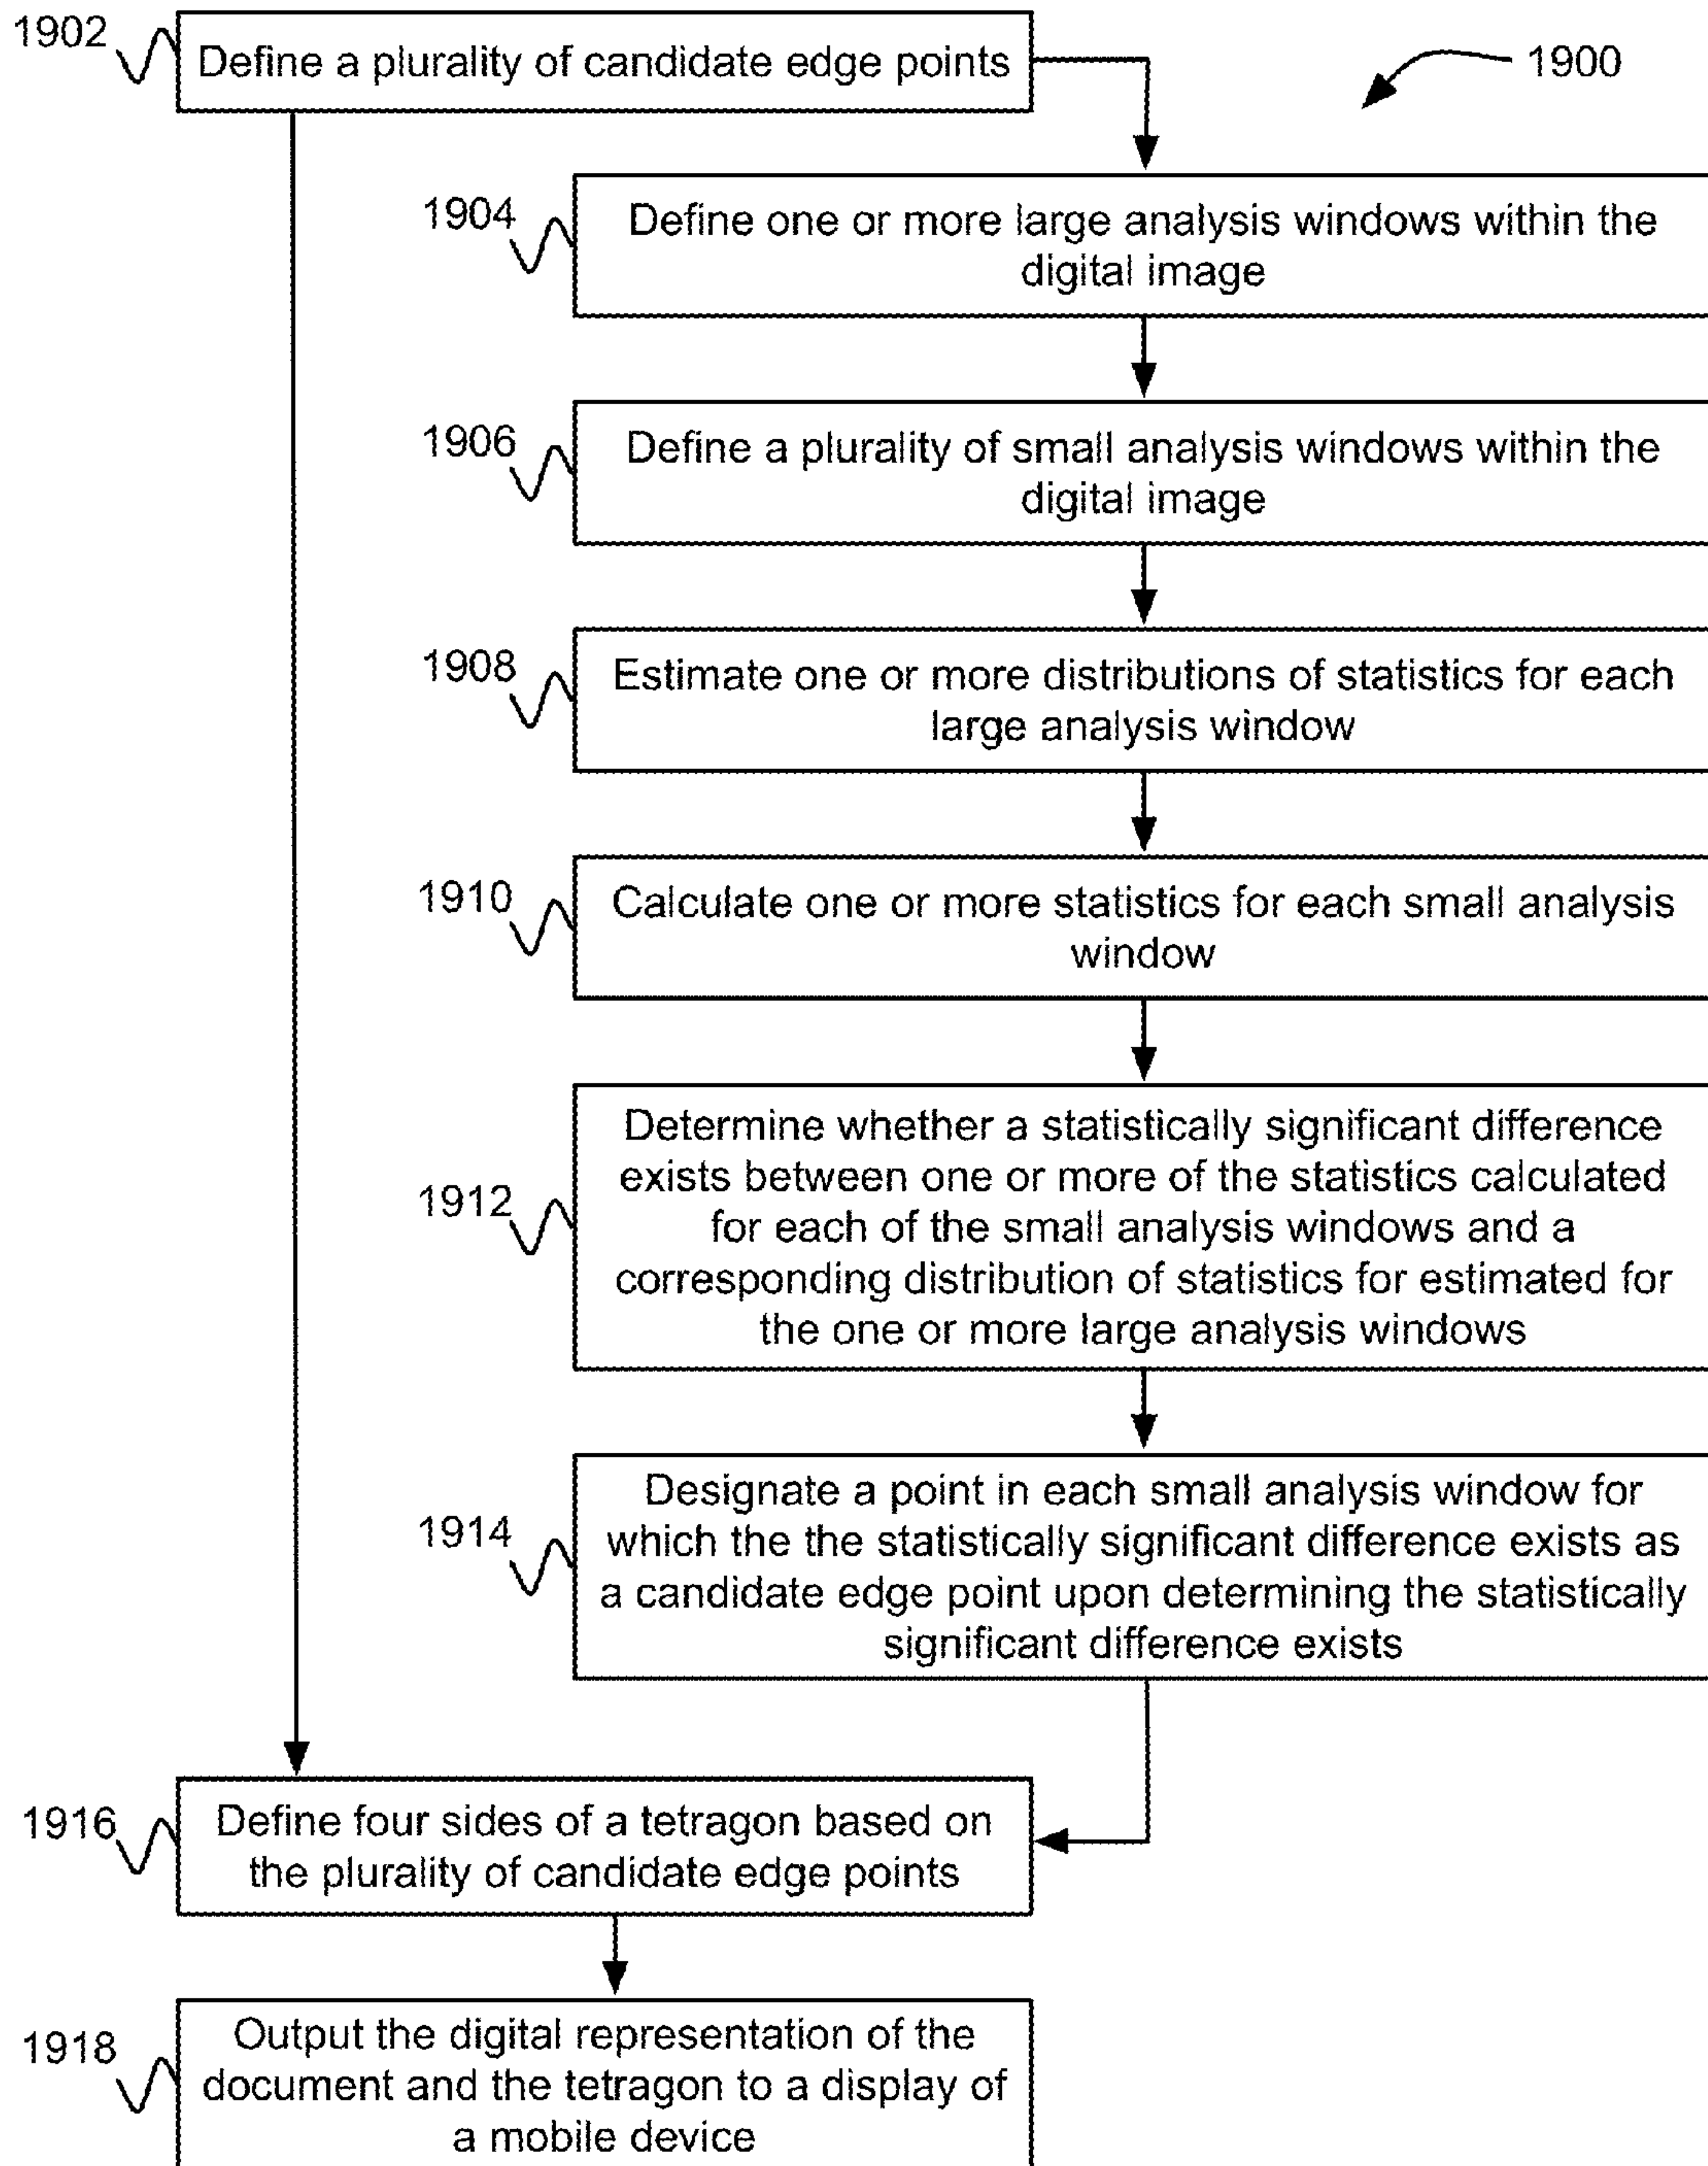 1902
Define a plurality of candidate edge points
1900
1904
Define one or more large analysis windows within the
digital image
1906
Define a plurality of small analysis windows within the
digital image
1908
Estimate one or more distributions of statistics for each
large analysis window
1910
Calculate one or more statistics for each small analysis
window
1912
Determine whether a statistically significant difference
exists between one or more of the statistics calculated
for each of the small analysis windows and a
corresponding distribution of statistics for estimated for
the one or more large analysis windows
1914
Designate a point in each small analysis window for
which the the statistically significant difference exists as
a candidate edge point upon determining the statistically
significant difference exists
1916
Define four sides of a tetragon based on
the plurality of candidate edge points
1918
Output the digital representation of the
document and the tetragon to a display of
a mobile device